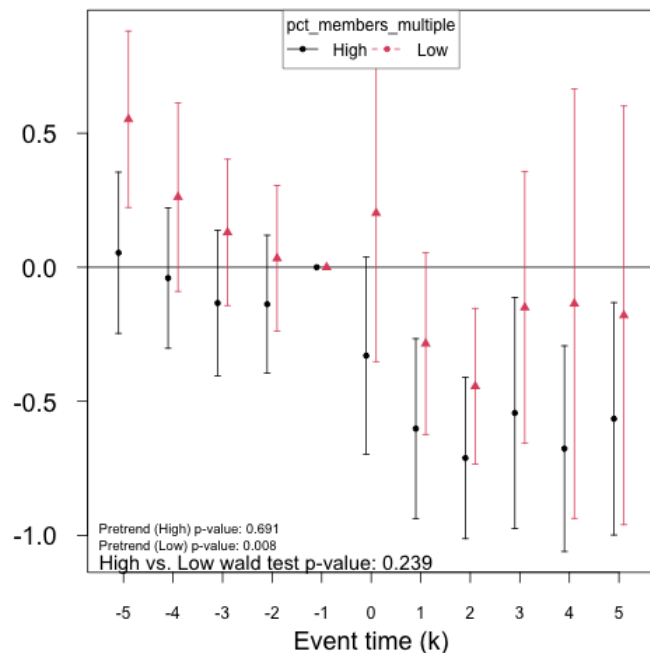 pct_members_multiple
High Low
0.5
0.0
-0.5
-1.0
Pretrend (High) p-value: 0.691
Pretrend (Low) p-value: 0.008
High vs. Low wald test p-value: 0.239
-5 -4 -3 -2 -1 0 1 2 3 4 5
Event time (k)